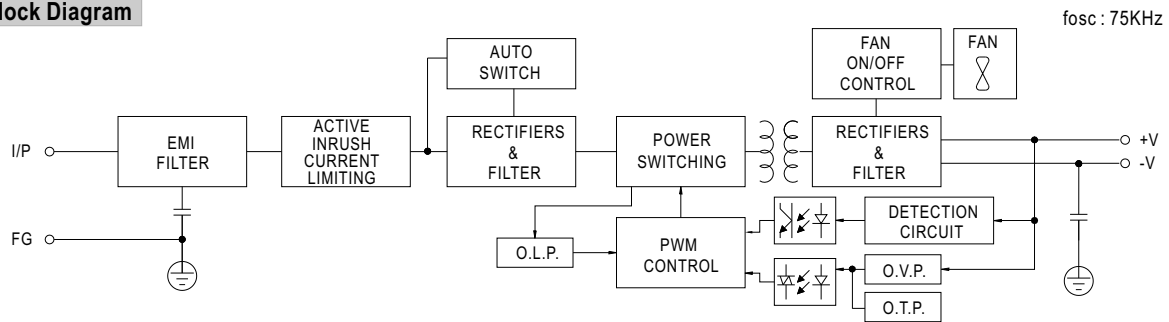 lock Diagram
fosc : 75KHz
AUTO
SWITCH
FAN
ON/OFF
CONTROL
FAN
I/P
EMI
FILTER
ACTIVE
INRUSH
CURRENT
LIMITING
RECTIFIERS
&
FILTER
POWER
SWITCHING
RECTIFIERS
&
FILTER
+V
-V
FG
O.L.P.
PWM
CONTROL
DETECTION
CIRCUIT
O.V.P.
O.T.P.